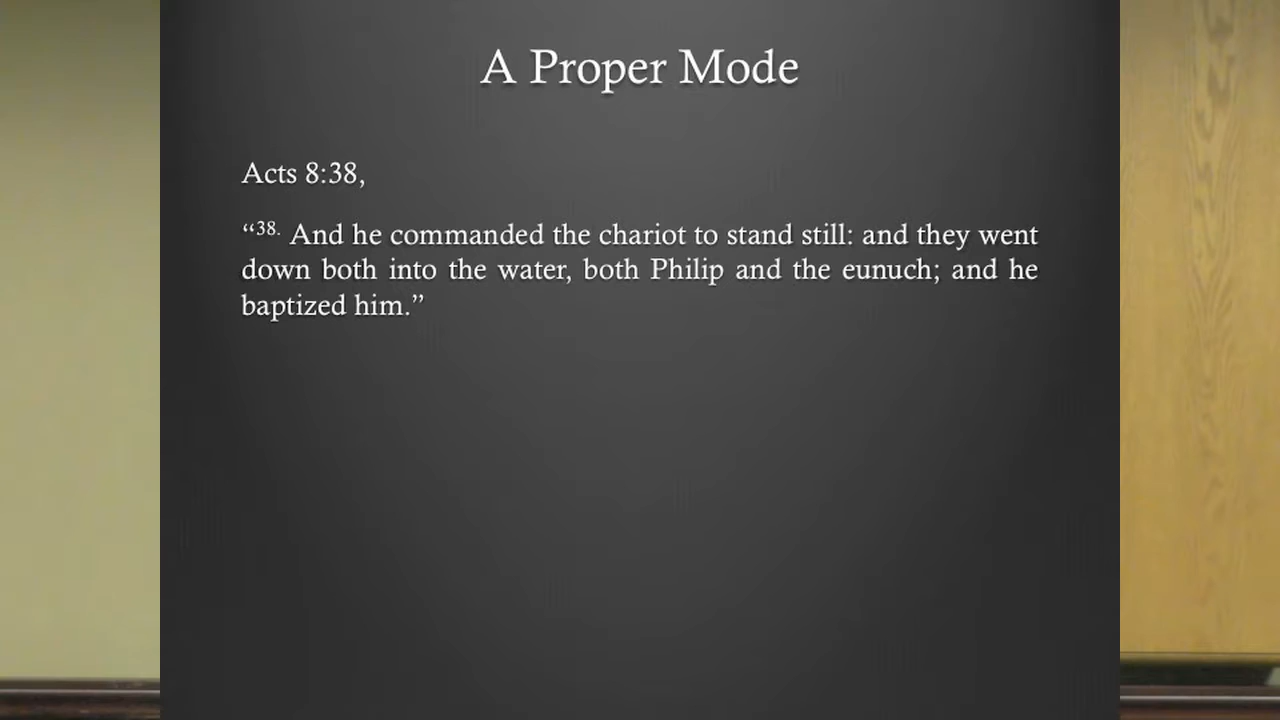 A Proper Mode
Acts 8:38,
“38. And he commanded the chariot to stand still: and they went
down both into the water, both Philip and the eunuch; and he
baptized him.”